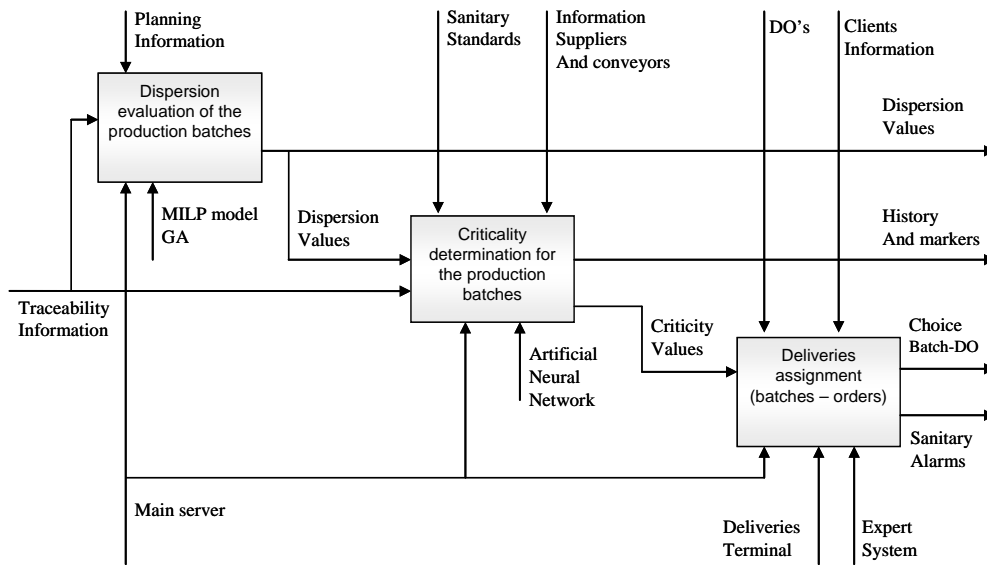 Planning
Information
Sanitary
Standards
Information
Suppliers
And conveyors
DO's
Clients
Information
Dispersion
evaluation of the
production batches
Dispersion
Values
MILP model
GA
Dispersion
Values
Criticality
determination for
the production
batches
History
And markers
Traceability
Information
Artificial
Neural
Network
Criticity
Values
Deliveries
assignment
(batches – orders)
Choice
Batch-DO
Sanitary
Alarms
Main server
Deliveries
Terminal
Expert
System